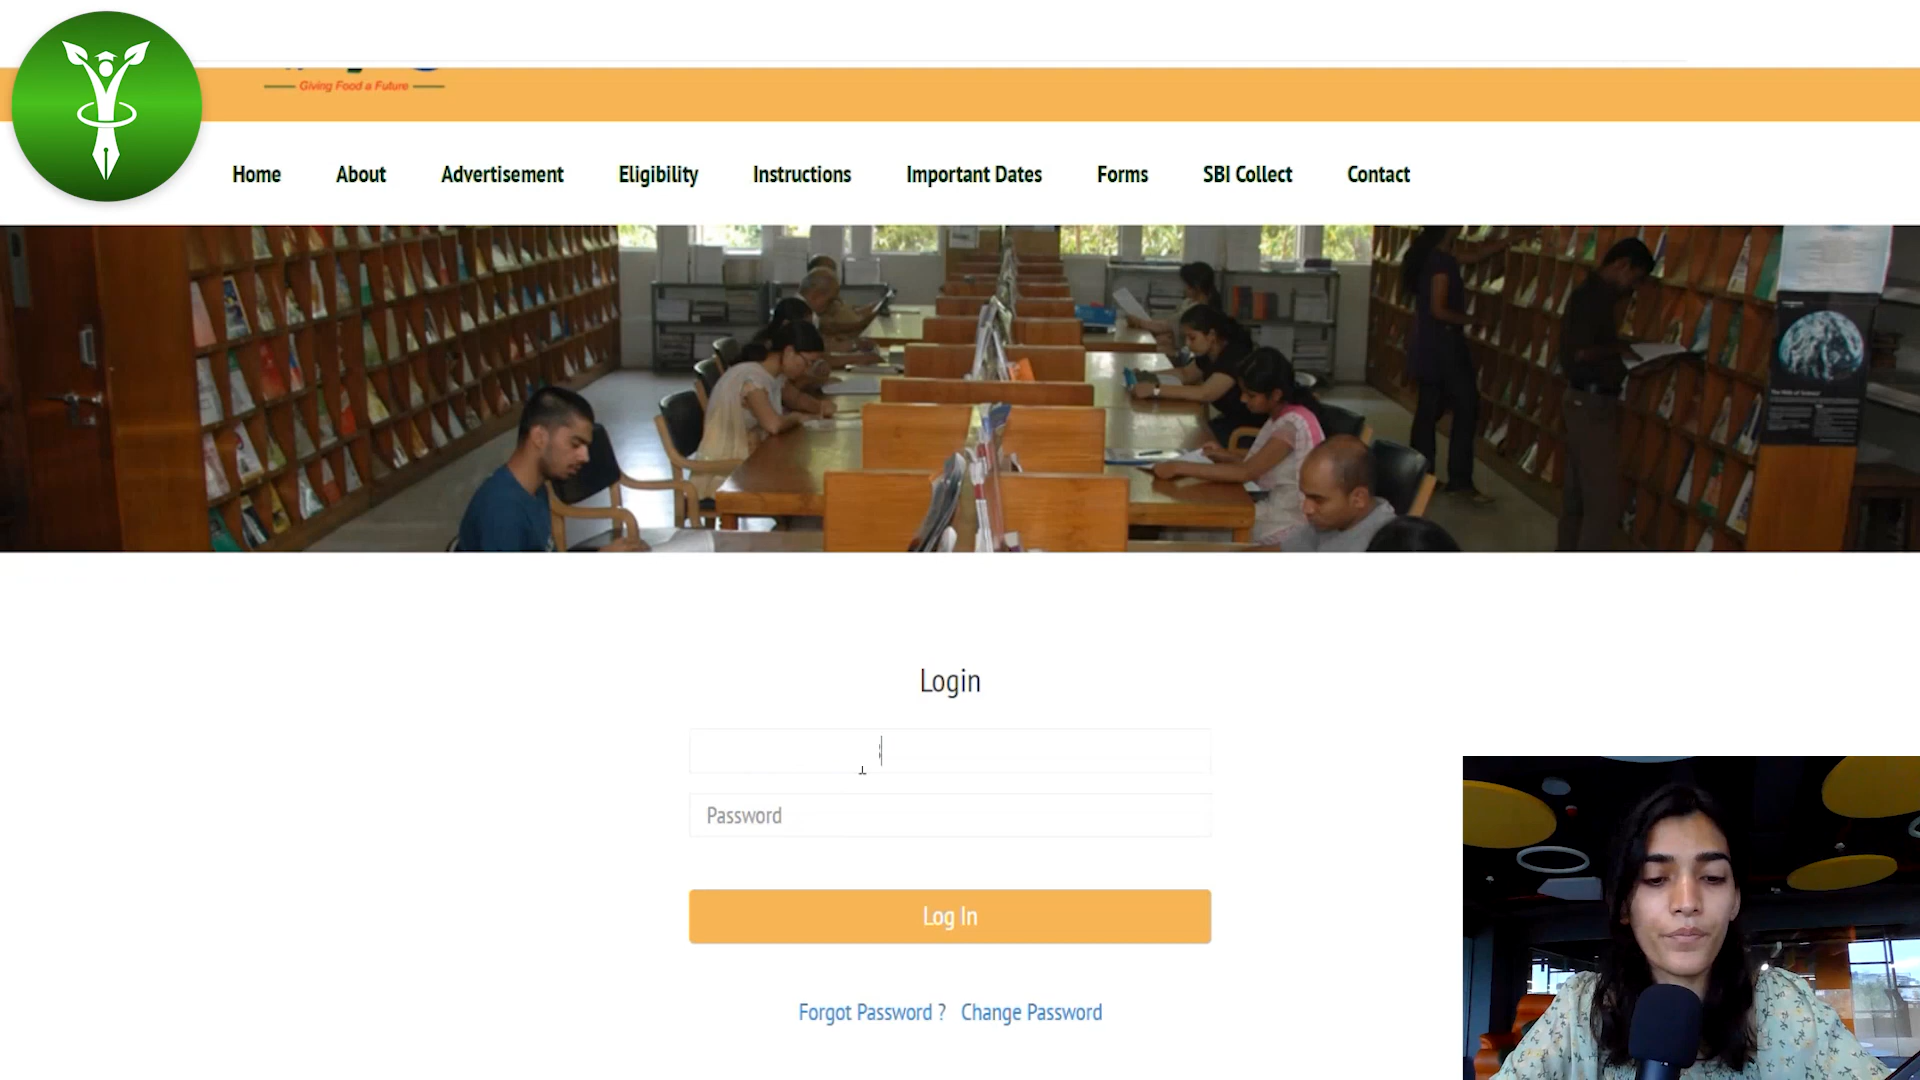 Giving Food a Future
Home About Advertisement Eligibility Instructions Important Dates Forms SBI Collect Contact
Login
Password
Log In
Forgot Password ? Change Password